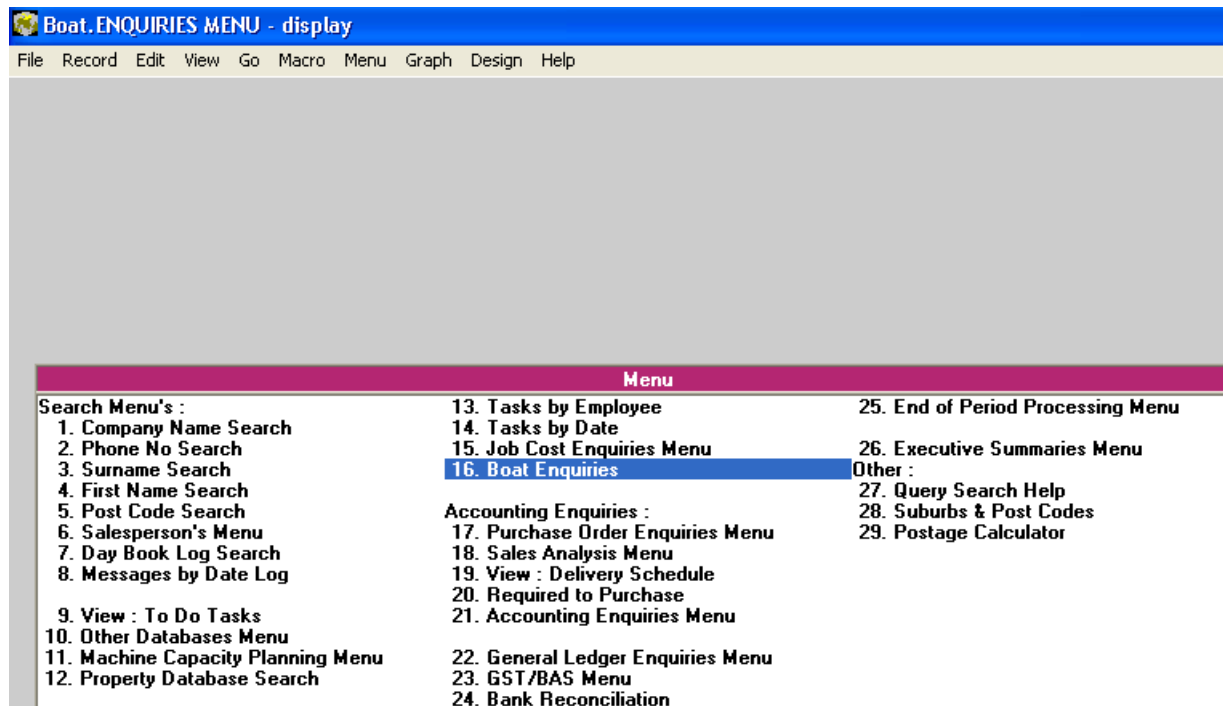 Boat.ENQUIRIES MENU - display
File Record Edit View Go Macro Menu Graph Design Help
Menu
Search Menu's :
1. Company Name Search
2. Phone No Search
3. Surname Search
4. First Name Search
5. Post Code Search
6. Salesperson's Menu
7. Day Book Log Search
8. Messages by Date Log
9. View : To Do Tasks
10. Other Databases Menu
11. Machine Capacity Planning Menu
12. Property Database Search
13. Tasks by Employee
14. Tasks by Date
15. Job Cost Enquiries Menu
16. Boat Enquiries
Accounting Enquiries :
17. Purchase Order Enquiries Menu
18. Sales Analysis Menu
19. View : Delivery Schedule
20. Required to Purchase
21. Accounting Enquiries Menu
22. General Ledger Enquiries Menu
23. GST/BAS Menu
24. Bank Reconciliation
25. End of Period Processing Menu
26. Executive Summaries Menu
Other :
27. Query Search Help
28. Suburbs & Post Codes
29. Postage Calculator